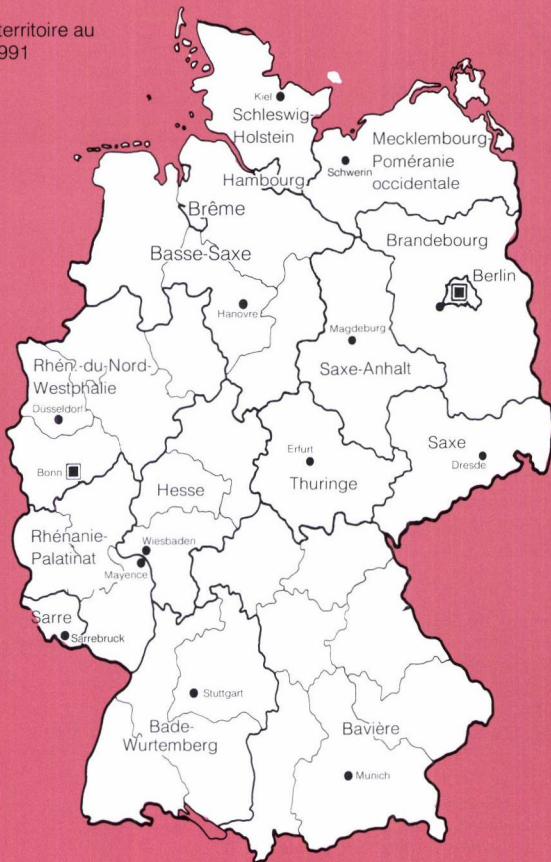 territoire au
991
Kiel
Schleswig-
Holstein
Mecklembourg-
Poméranie
occidentale
Schwerin
Hambourg
Brême
Brandebourg
Basse-Saxe
Berlin
Hanovre
Magdeburg
Saxe-Anhalt
Rhén.-du-Nord-
Westphalie
Düsseldorf
Saxe
Dresde
Erfurt
Thuringe
Bonn
Hesse
Rhénanie-
Palatinat
Wiesbaden
Mayence
Sarre
Sarrebruck
Stuttgart
Bade-
Wurtemberg
Bavière
Munich